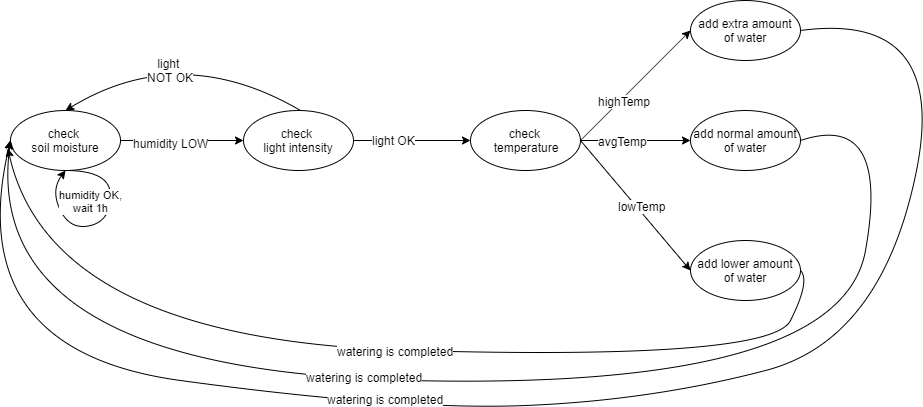 add extra amount
of water
light
NOT OK
highTemp
check
soil moisture
humidity LOW
check
light intensity
light OK
check
temperature
avgTemp
add normal amount
of water
humidity OK,
wait 1h
lowTemp
add lower amount
of water
watering is completed
watering is completed
watering is completed